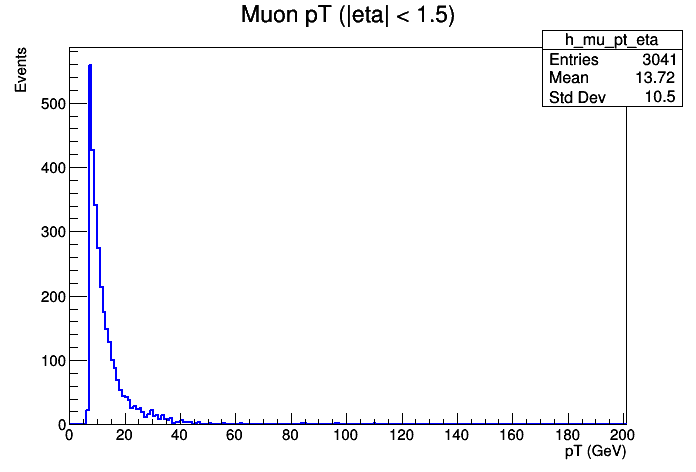 Muon pT (|eta| < 1.5)
h_mu_pt_eta
Entries 3041
Mean 13.72
Std Dev 10.5
Events
500
400
300
200
100
0
0 20 40 60 80 100 120 140 160 180 200
pT (GeV)